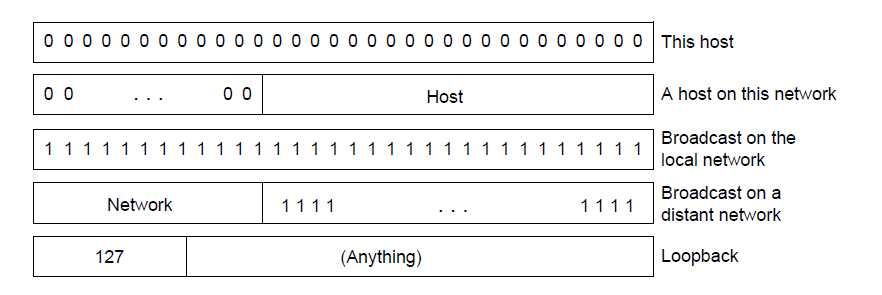 0 0 0 0 0 0 0 0 0 0 0 0 0 0 0 0 0 0 0 0 0 0 0 0 0 0 0 0 0 0 0 0 This host
0 0 ... 0 0 Host A host on this network
1 1 1 1 1 1 1 1 1 1 1 1 1 1 1 1 1 1 1 1 1 1 1 1 1 1 1 1 1 1 1 1 Broadcast on the
local network
Network 1 1 1 1 ... 1 1 1 1 Broadcast on a
distant network
127 (Anything) Loopback